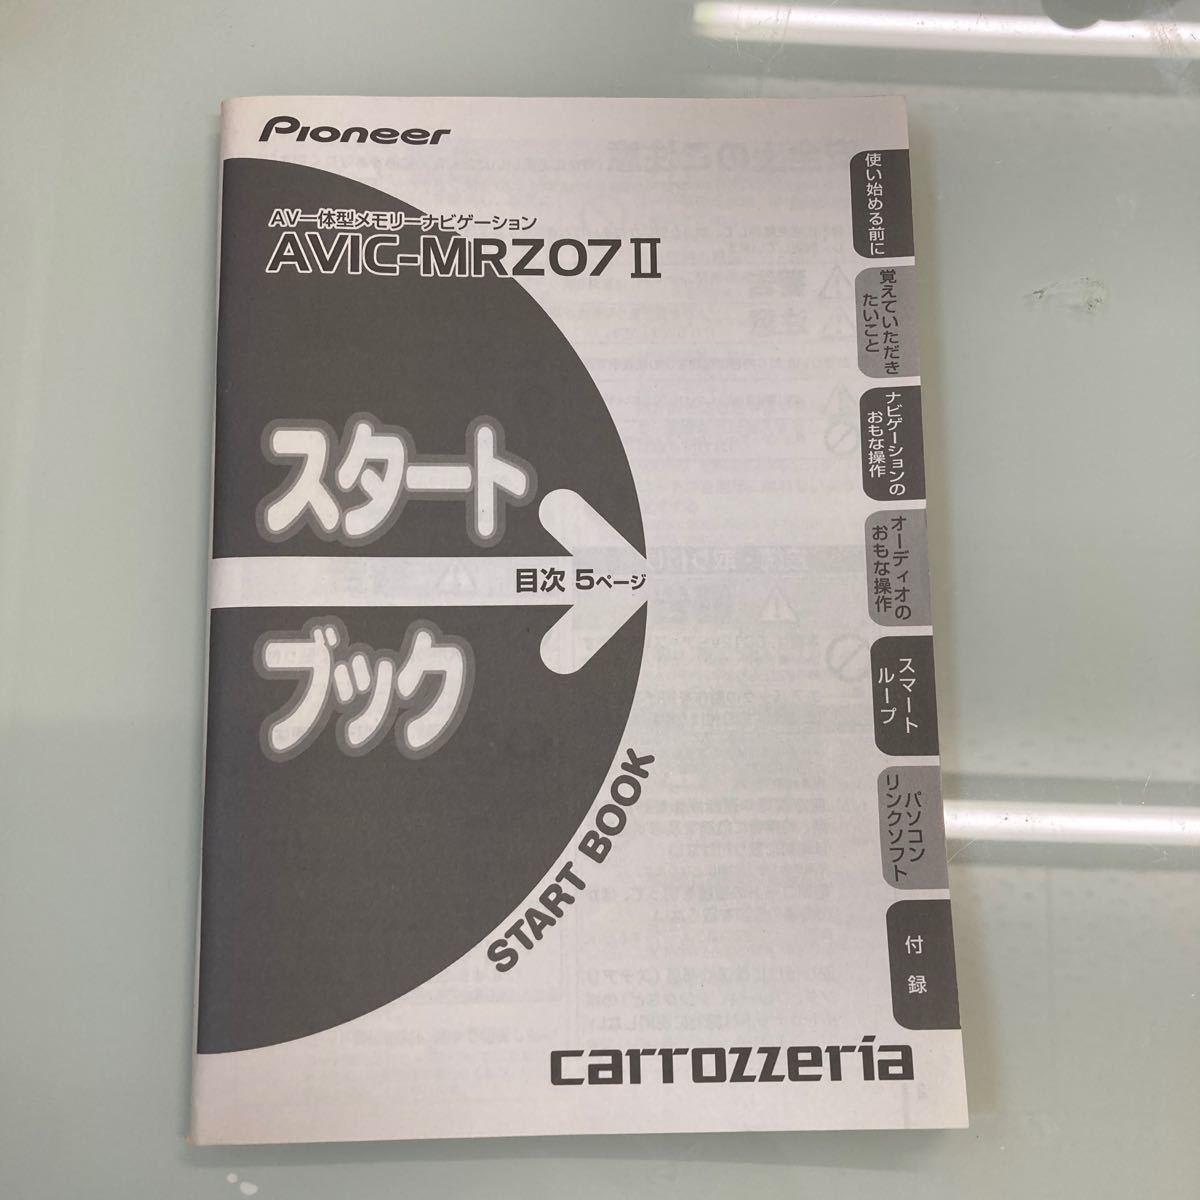 Pioneer
AV一体型メモリーナビゲーション
AVIC-MRZ07Ⅱ
スタート
目次 5ページ
ブック
START BOOK
carrozzeria
使い始める前に
覚えていただき
たいこと
ナビゲーションの
おもな操作
オーディオの
おもな操作
スマート
ループ
パソコン
リンクソフト
付録